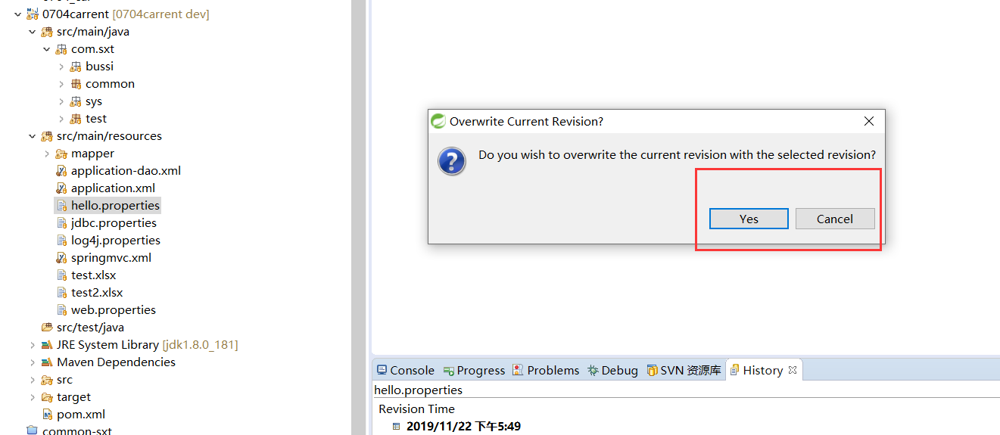 0704carrent [0704carrent dev]
src/main/java
com.sxt
bussi
common
sys
test
src/main/resources
mapper
application-dao.xml
application.xml
hello.properties
jdbc.properties
log4j.properties
springmvc.xml
test.xlsx
test2.xlsx
web.properties
src/test/java
JRE System Library [jdk1.8.0_181]
Maven Dependencies
src
target
pom.xml
common-sxt
Overwrite Current Revision?
Do you wish to overwrite the current revision with the selected revision?
Yes Cancel
Console Progress Problems Debug SVN 资源库 History
hello.properties
Revision Time
2019/11/22 下午5:49